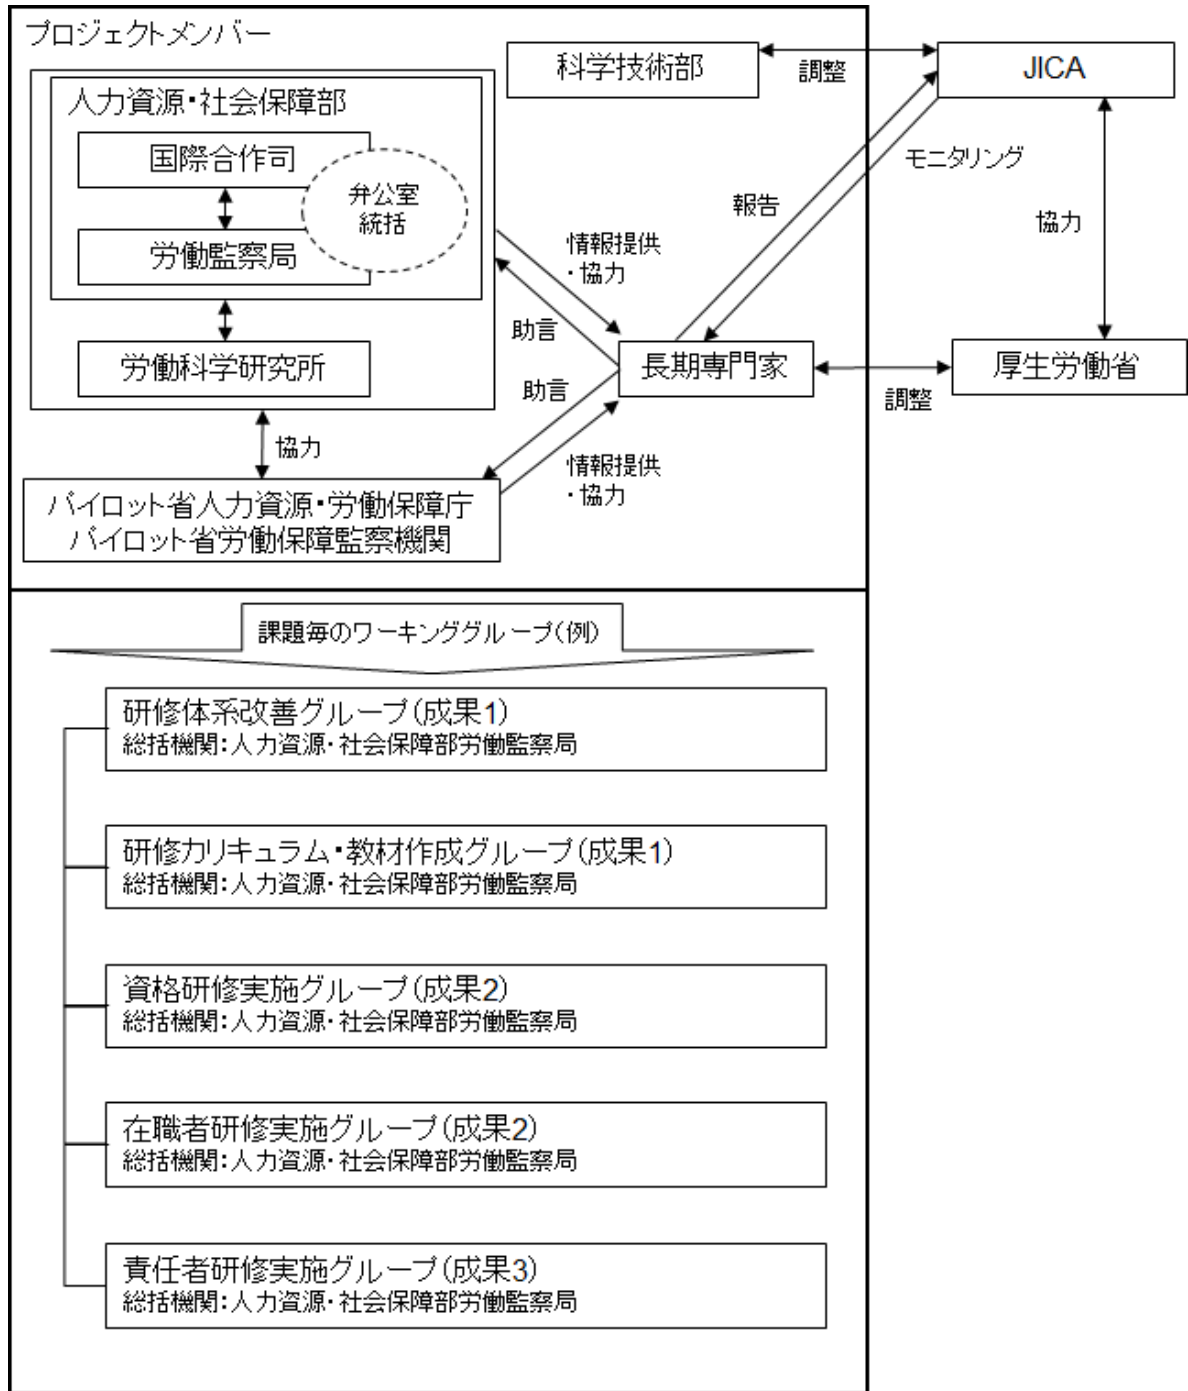 プロジェクトメンバー
科学技術部
調整
JICA
人力資源・社会保障部
国際合作司
弁公室
統括
労働監察局
労働科学研究所
情報提供
・協力
助言
報告
モニタリング
協力
長期専門家
調整
厚生労働省
助言
情報提供
・協力
協力
パイロット省人力資源・労働保障庁
パイロット省労働保障監察機関
課題毎のワーキンググループ(例)
研修体系改善グループ(成果1)
総括機関:人力資源・社会保障部労働監察局
研修カリキュラム・教材作成グループ(成果1)
総括機関:人力資源・社会保障部労働監察局
資格研修実施グループ(成果2)
総括機関:人力資源・社会保障部労働監察局
在職者研修実施グループ(成果2)
総括機関:人力資源・社会保障部労働監察局
責任者研修実施グループ(成果3)
総括機関:人力資源・社会保障部労働監察局